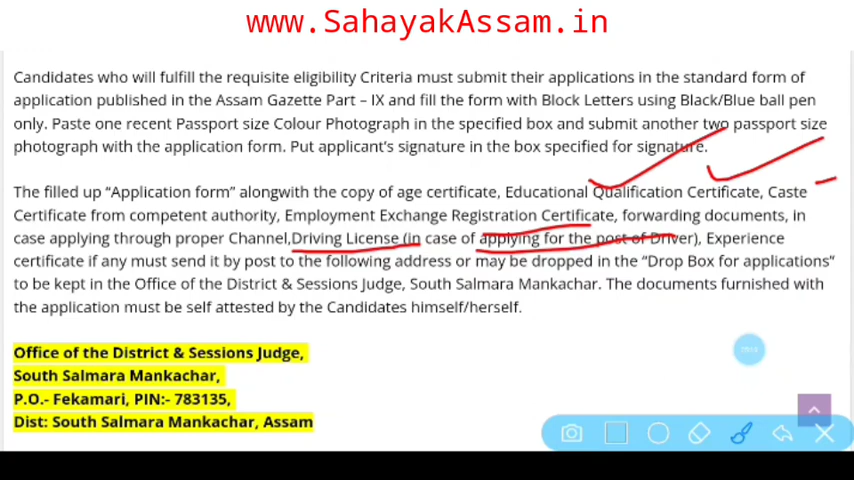 www.SahayakAssam.in
Candidates who will fulfill the requisite eligibility Criteria must submit their applications in the standard form of
application published in the Assam Gazette Part – IX and fill the form with Block Letters using Black/Blue ball pen
only. Paste one recent Passport size Colour Photograph in the specified box and submit another two passport size
photograph with the application form. Put applicant's signature in the box specified for signature.
The filled up “Application form” alongwith the copy of age certificate, Educational Qualification Certificate, Caste
Certificate from competent authority, Employment Exchange Registration Certificate, forwarding documents, in
case applying through proper Channel,Driving License (in case of applying for the post of Driver), Experience
certificate if any must send it by post to the following address or may be dropped in the “Drop Box for applications”
to be kept in the Office of the District & Sessions Judge, South Salmara Mankachar. The documents furnished with
the application must be self attested by the Candidates himself/herself.
Office of the District & Sessions Judge,
South Salmara Mankachar,
P.O.- Fekamari, PIN:- 783135,
Dist: South Salmara Mankachar, Assam